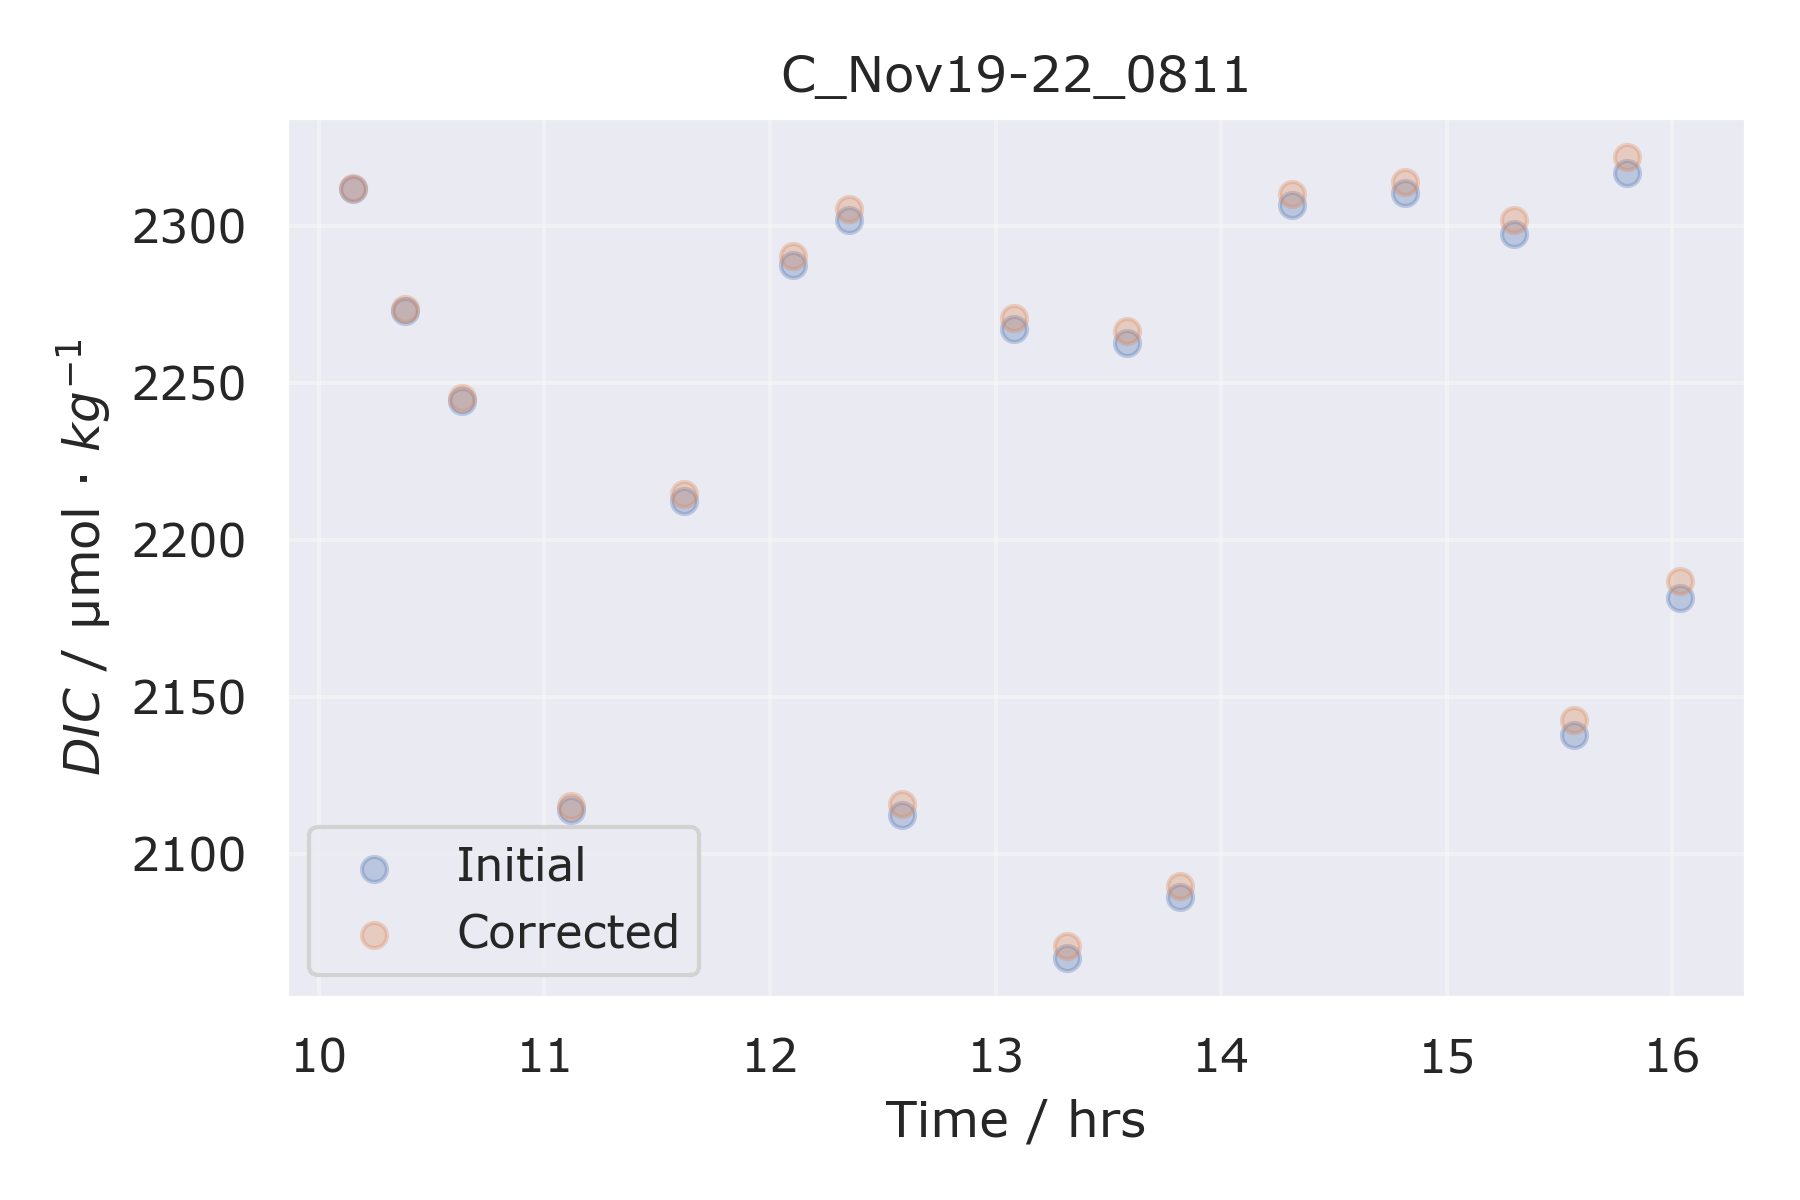 C_Nov19-22_0811
DIC / µmol · kg⁻¹
2300
2250
2200
2150
2100
Initial
Corrected
10 11 12 13 14 15 16
Time / hrs